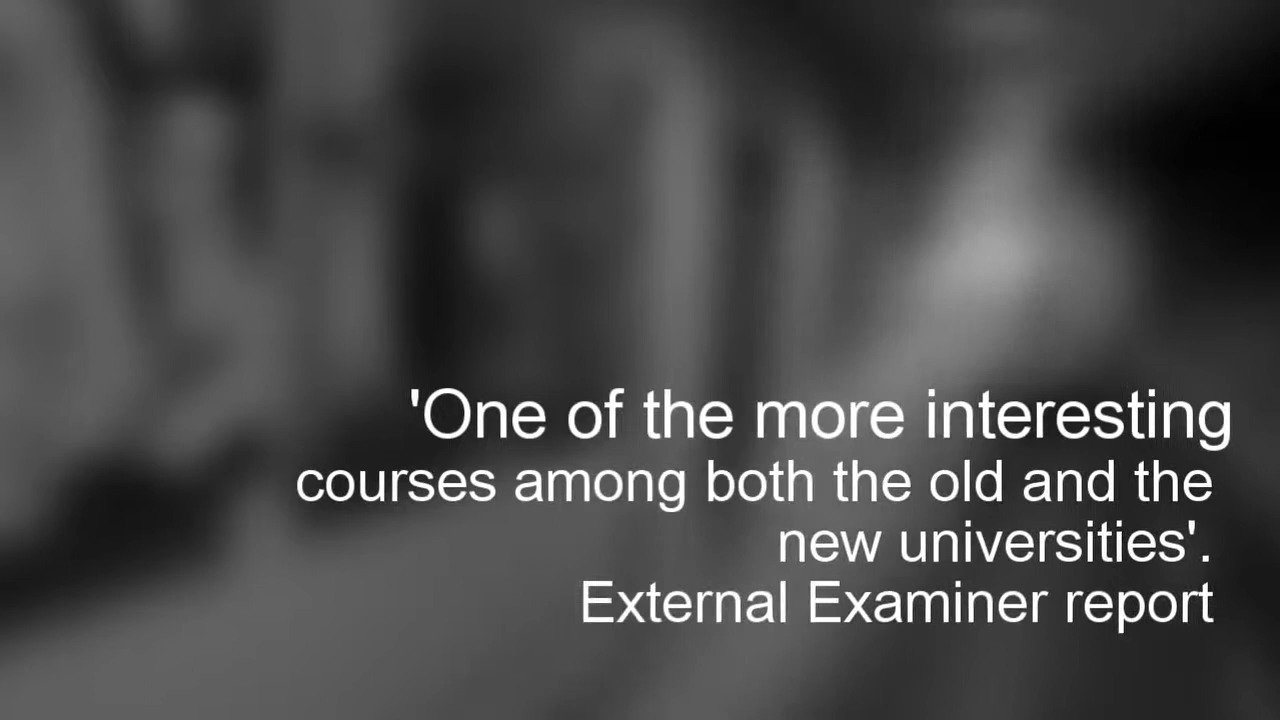 'One of the more interesting
courses among both the old and the
new universities'.
External Examiner report